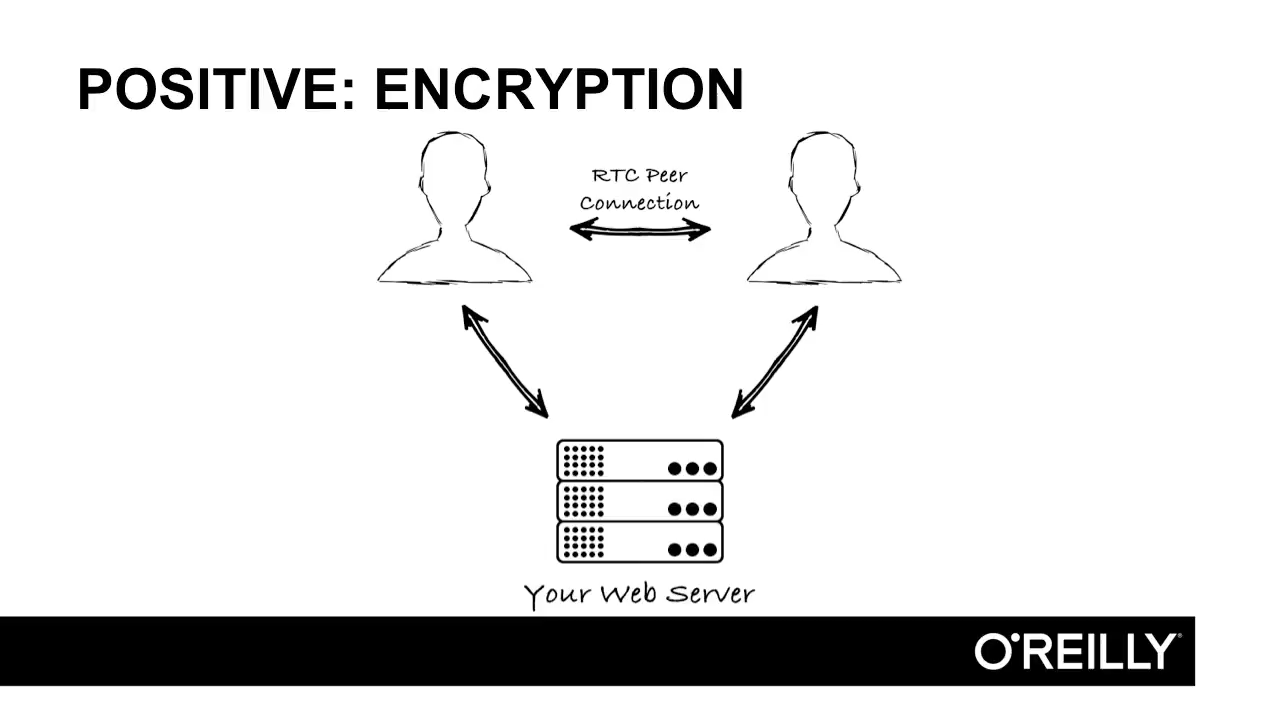 POSITIVE: ENCRYPTION
RTC Peer
Connection
Your Web Server
O'REILLY®